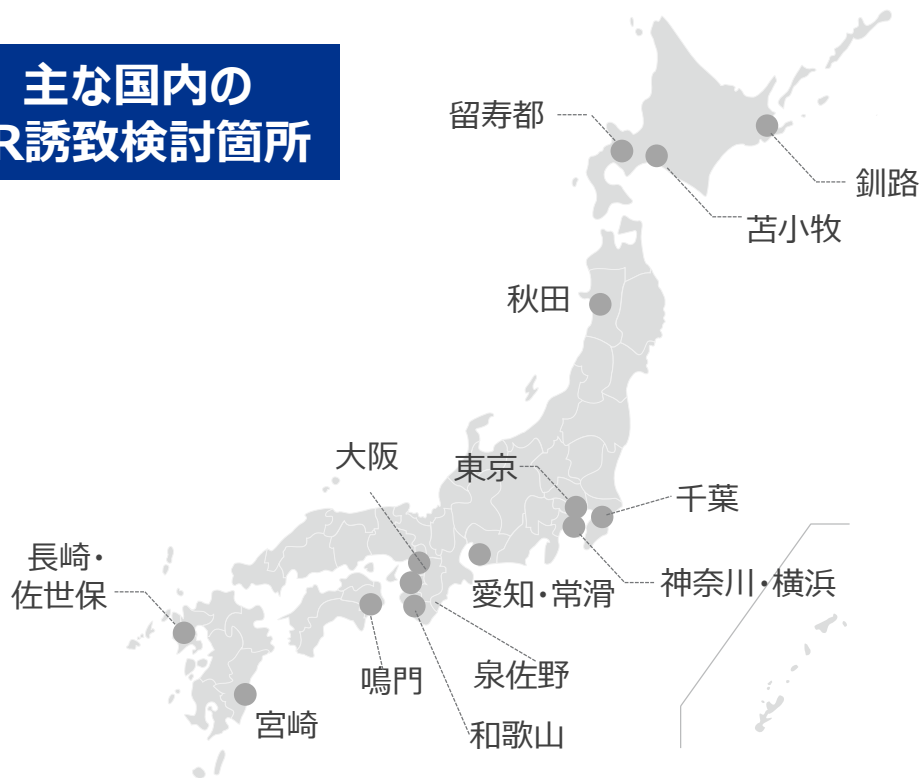 主な国内の
R誘致検討箇所
留寿都
釧路
苫小牧
秋田
大阪
東京
千葉
長崎・
佐世保
愛知・常滑
神奈川・横浜
鳴門
泉佐野
宮崎
和歌山